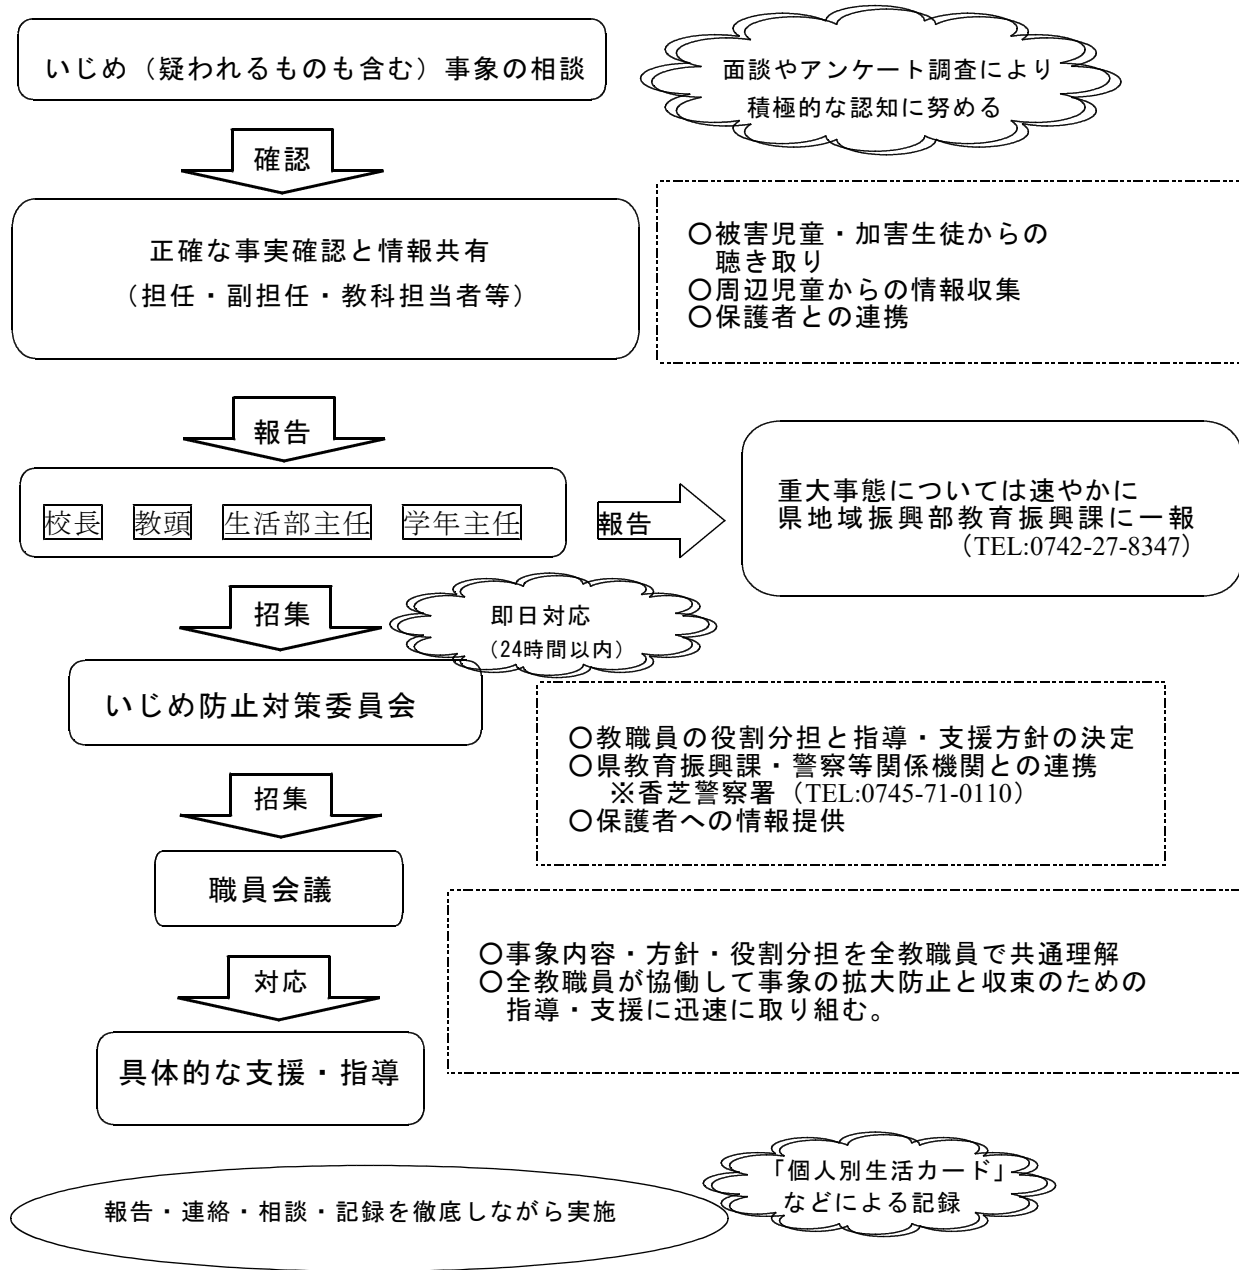 いじめ（疑われるものも含む）事象の相談
面談やアンケート調査により
積極的な認知に努める
確認
正確な事実確認と情報共有
（担任・副担任・教科担当者等）
〇被害児童・加害生徒からの
聴き取り
〇周辺児童からの情報収集
〇保護者との連携
報告
校長 教頭 生活部主任 学年主任
報告
重大事態については速やかに
県地域振興部教育振興課に一報
（TEL:0742-27-8347）
招集
即日対応
（24時間以内）
いじめ防止対策委員会
〇教職員の役割分担と指導・支援方針の決定
〇県教育振興課・警察等関係機関との連携
※香芝警察署（TEL:0745-71-0110）
〇保護者への情報提供
招集
職員会議
〇事象内容・方針・役割分担を全教職員で共通理解
〇全教職員が協働して事象の拡大防止と収束のための
指導・支援に迅速に取り組む。
対応
具体的な支援・指導
報告・連絡・相談・記録を徹底しながら実施
「個人別生活カード」
などによる記録